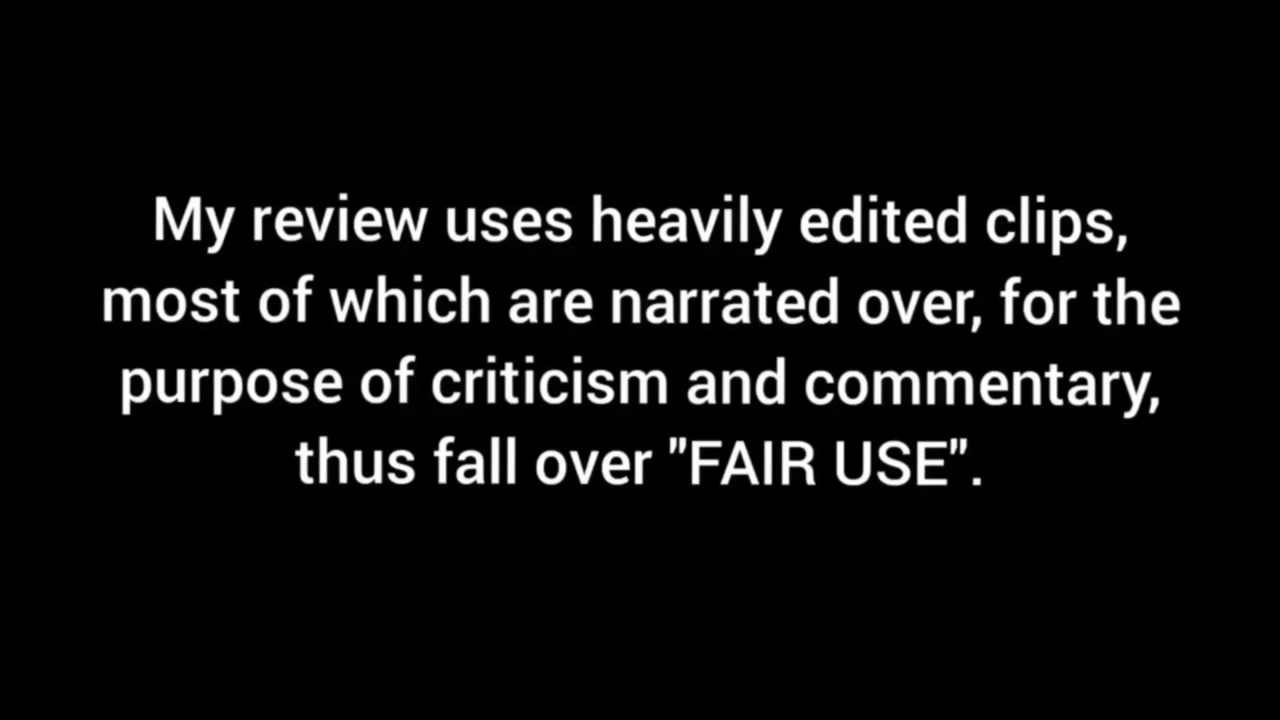 My review uses heavily edited clips,
most of which are narrated over, for the
purpose of criticism and commentary,
thus fall over "FAIR USE".